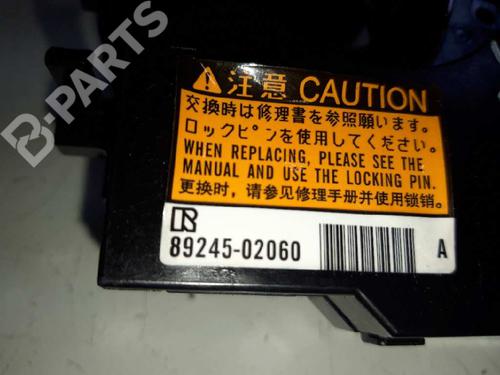 B-PARTS
注意 CAUTION
交換時は修理書を参照願います。
ロックピンを使用してください。
WHEN REPLACING, PLEASE SEE THE
MANUAL AND USE THE LOCKING PIN.
更换时，请参见修理手册并使用锁销。
89245-02060 A